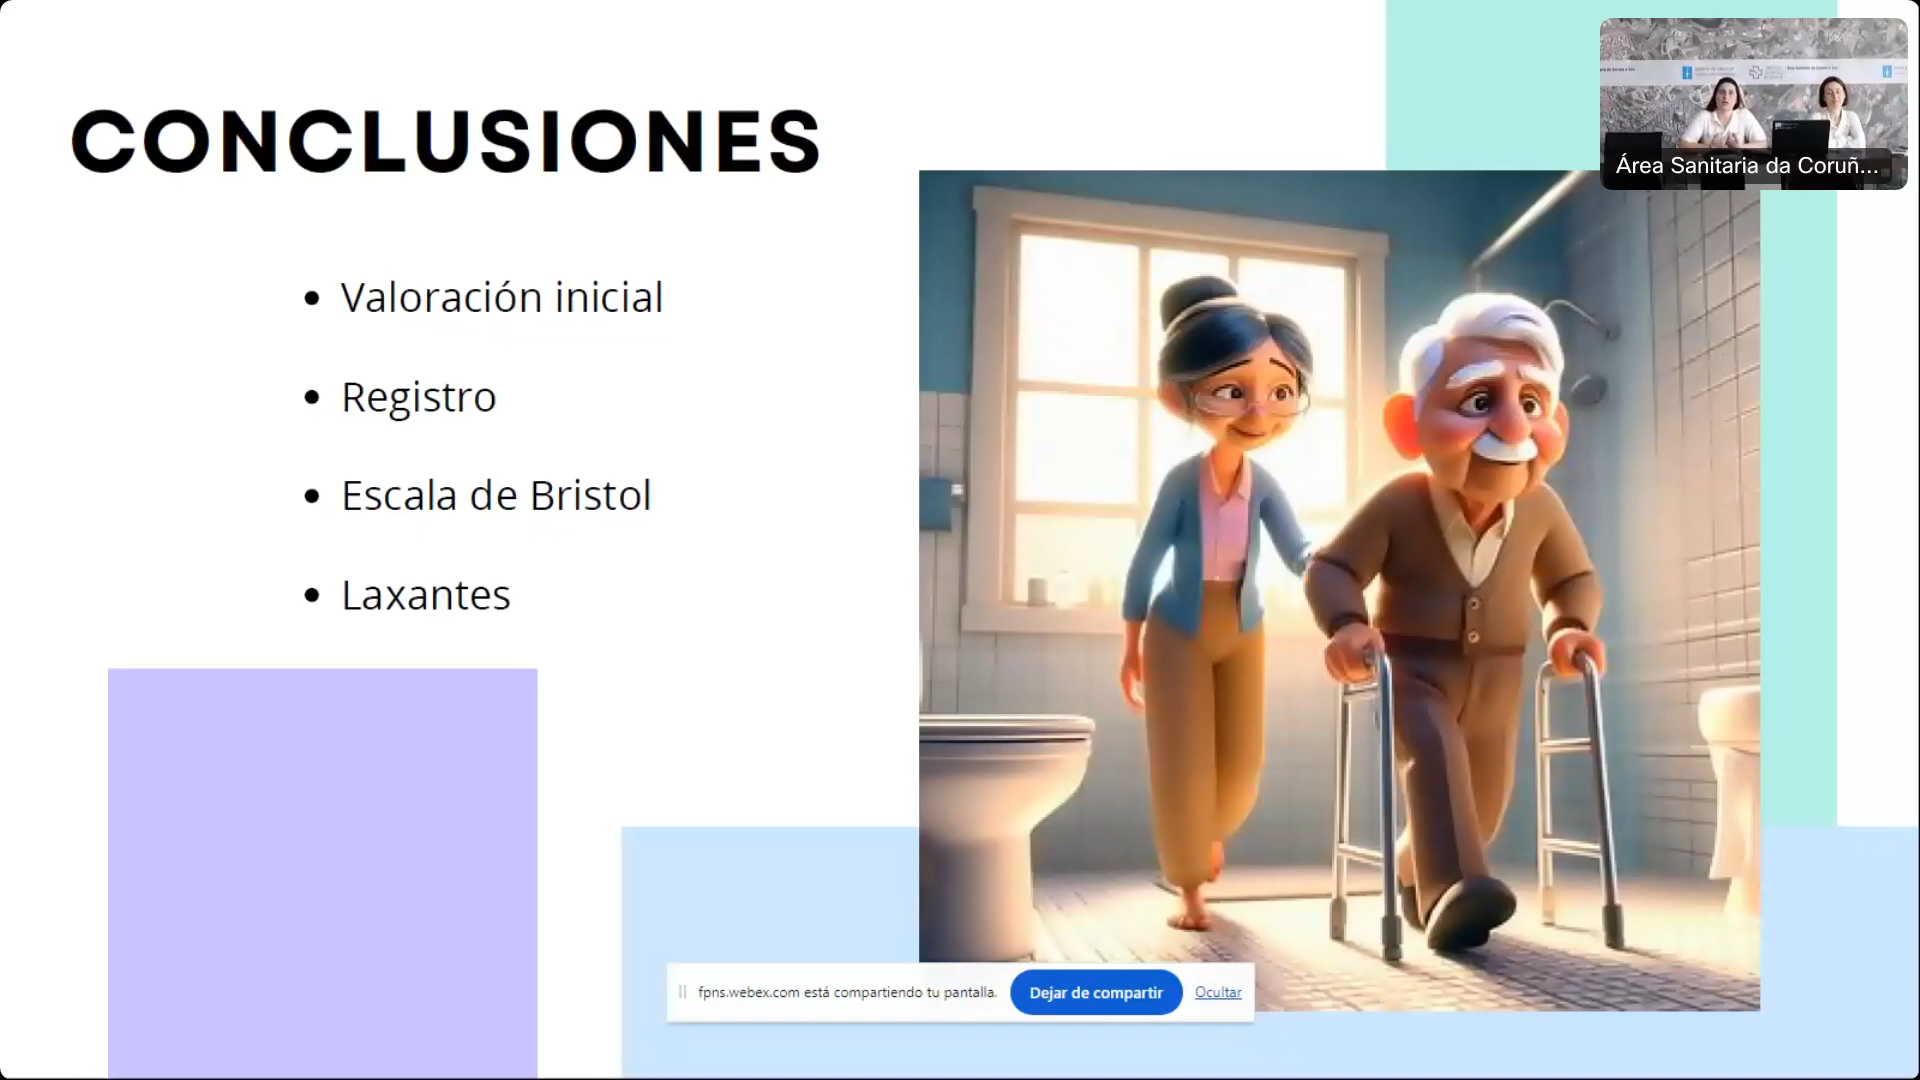 CONCLUSIONES
Área Sanitaria da Coruñ...
• Valoración inicial
• Registro
• Escala de Bristol
• Laxantes
fpns.webex.com está compartiendo tu pantalla. Dejar de compartir Ocultar